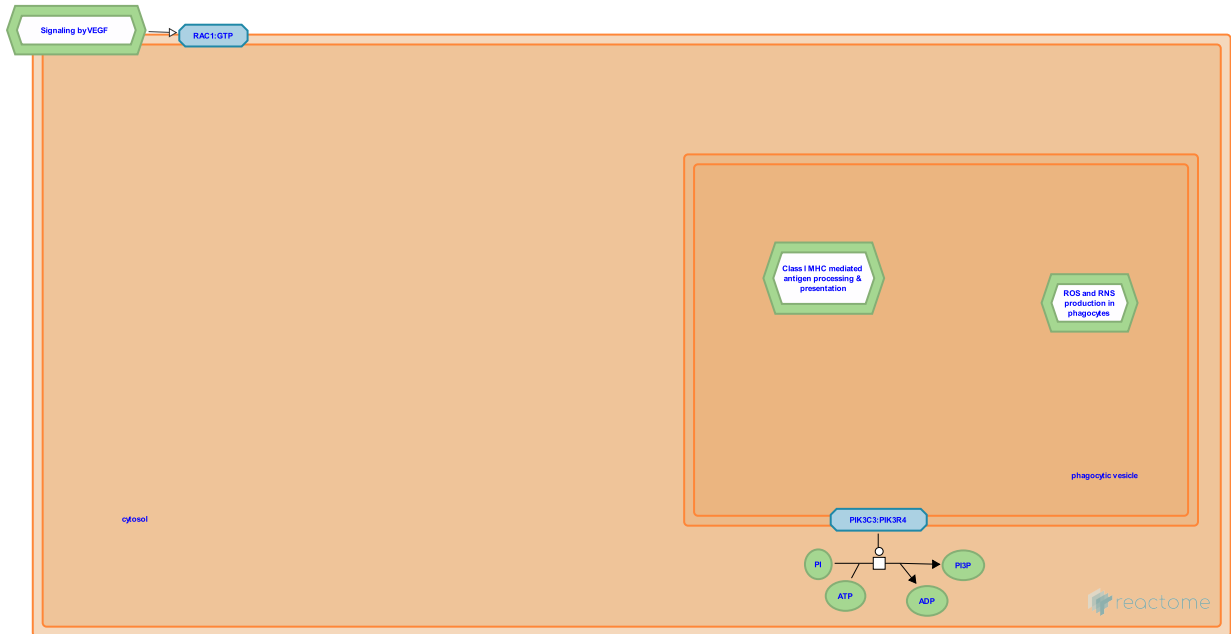 Signaling by VEGF
RAC1:GTP
Class I MHC mediated
antigen processing &
presentation
ROS and RNS
production in
phagocytes
phagocytic vesicle
cytosol
PIK3C3:PIK3R4
PI
PI3P
ATP
ADP
reactome